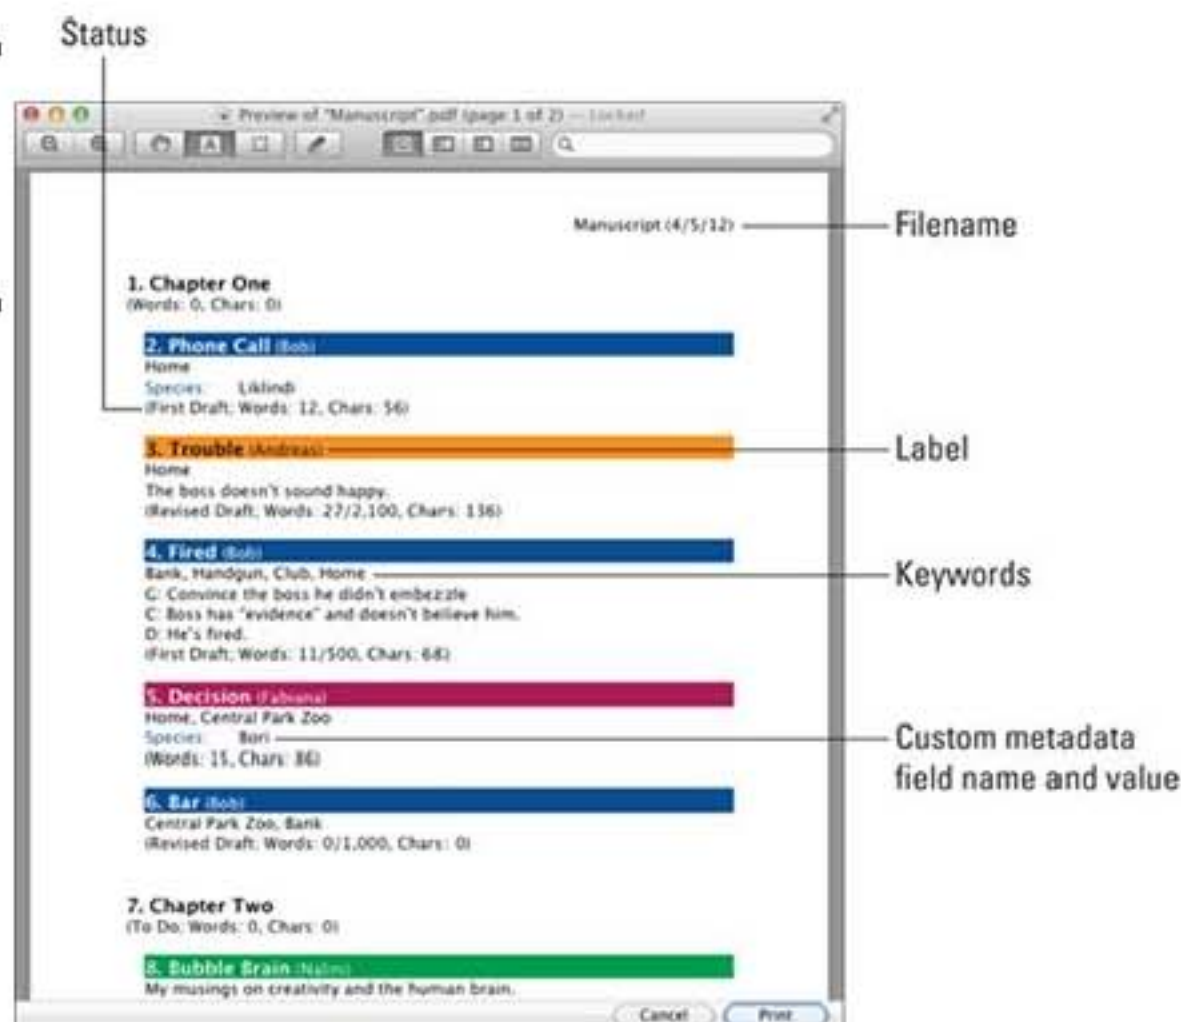 Status
Preview of "Manuscript".pdf (page 1 of 2) — Locked
Manuscript (4/5/12)
Filename
1. Chapter One
(Words: 0, Chars: 0)
2. Phone Call (Bob)
Home
Species: Liklindi
(First Draft; Words: 12, Chars: 56)
3. Trouble (Andreas)
Label
Home
The boss doesn't sound happy.
(Revised Draft; Words: 27/2,100, Chars: 136)
4. Fired (Bob)
Bank, Handgun, Club, Home
Keywords
G: Convince the boss he didn't embezzle
C: Boss has "evidence" and doesn't believe him.
D: He's fired.
(First Draft; Words: 11/500, Chars: 68)
5. Decision (Fabiana)
Home, Central Park Zoo
Species: Bori
Custom metadata
field name and value
(Words: 15, Chars: 86)
6. Bar (Bob)
Central Park Zoo, Bank
(Revised Draft; Words: 0/1,000, Chars: 0)
7. Chapter Two
(To Do; Words: 0, Chars: 0)
8. Bubble Brain
My musings on creativity and the human brain.
Cancel
Print